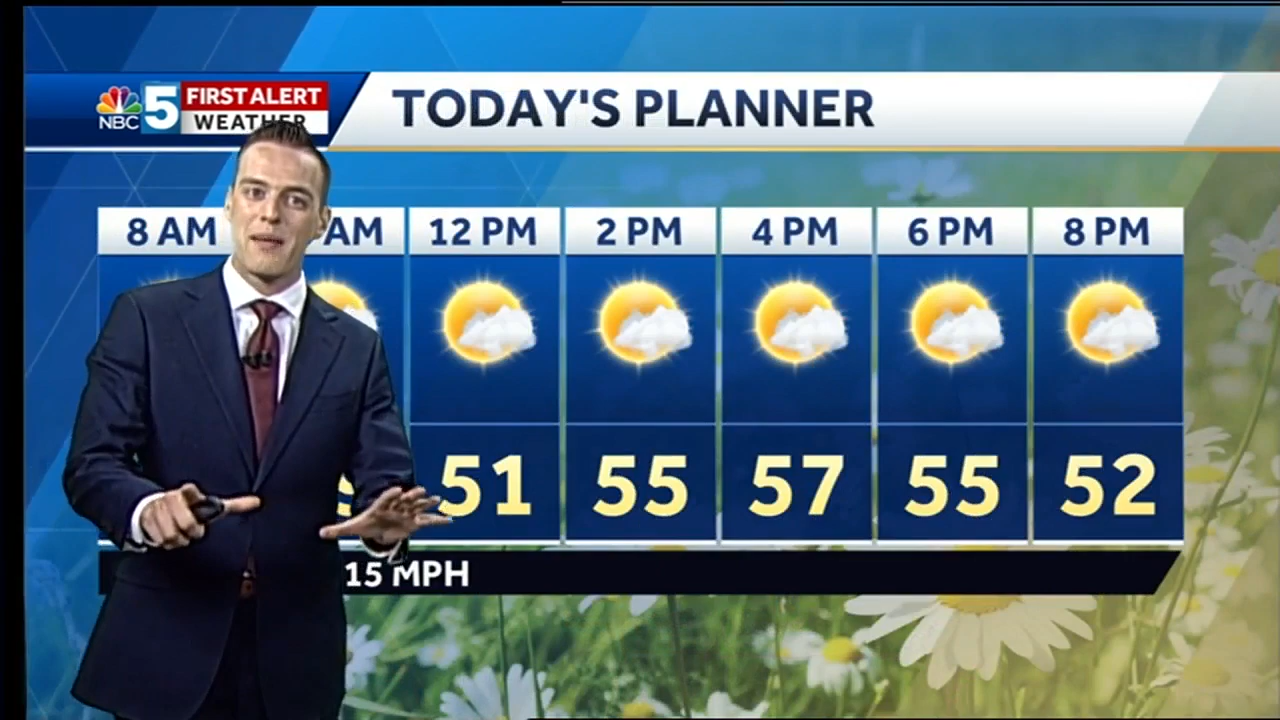 NBC 5 FIRST ALERT
WEATHER
TODAY'S PLANNER
8 AM AM 12 PM 2 PM 4 PM 6 PM 8 PM
51 55 57 55 52
15 MPH